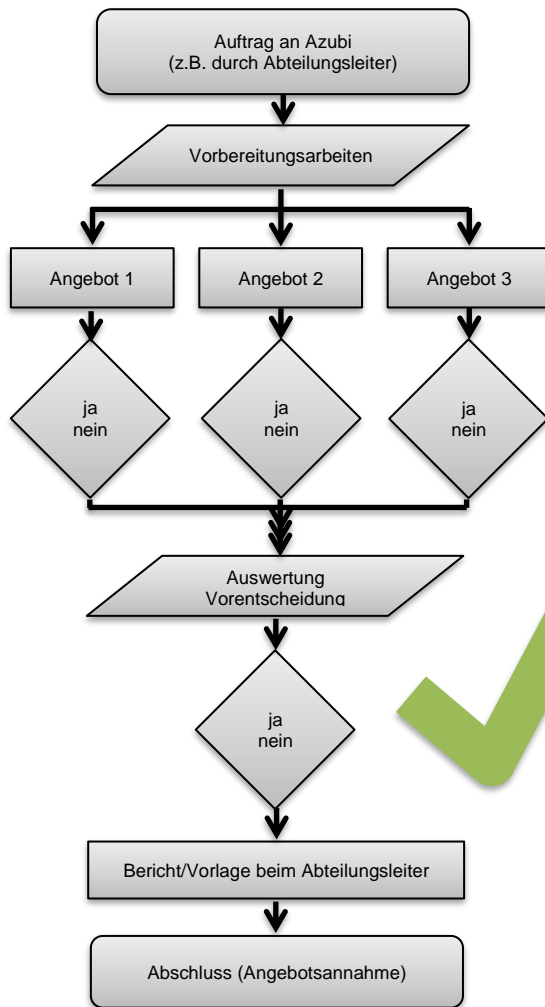 Auftrag an Azubi
(z.B. durch Abteilungsleiter)
Vorbereitungsarbeiten
Angebot 1
Angebot 2
Angebot 3
ja
nein
ja
nein
ja
nein
Auswertung
Vorentscheidung
ja
nein
Bericht/Vorlage beim Abteilungsleiter
Abschluss (Angebotsannahme)